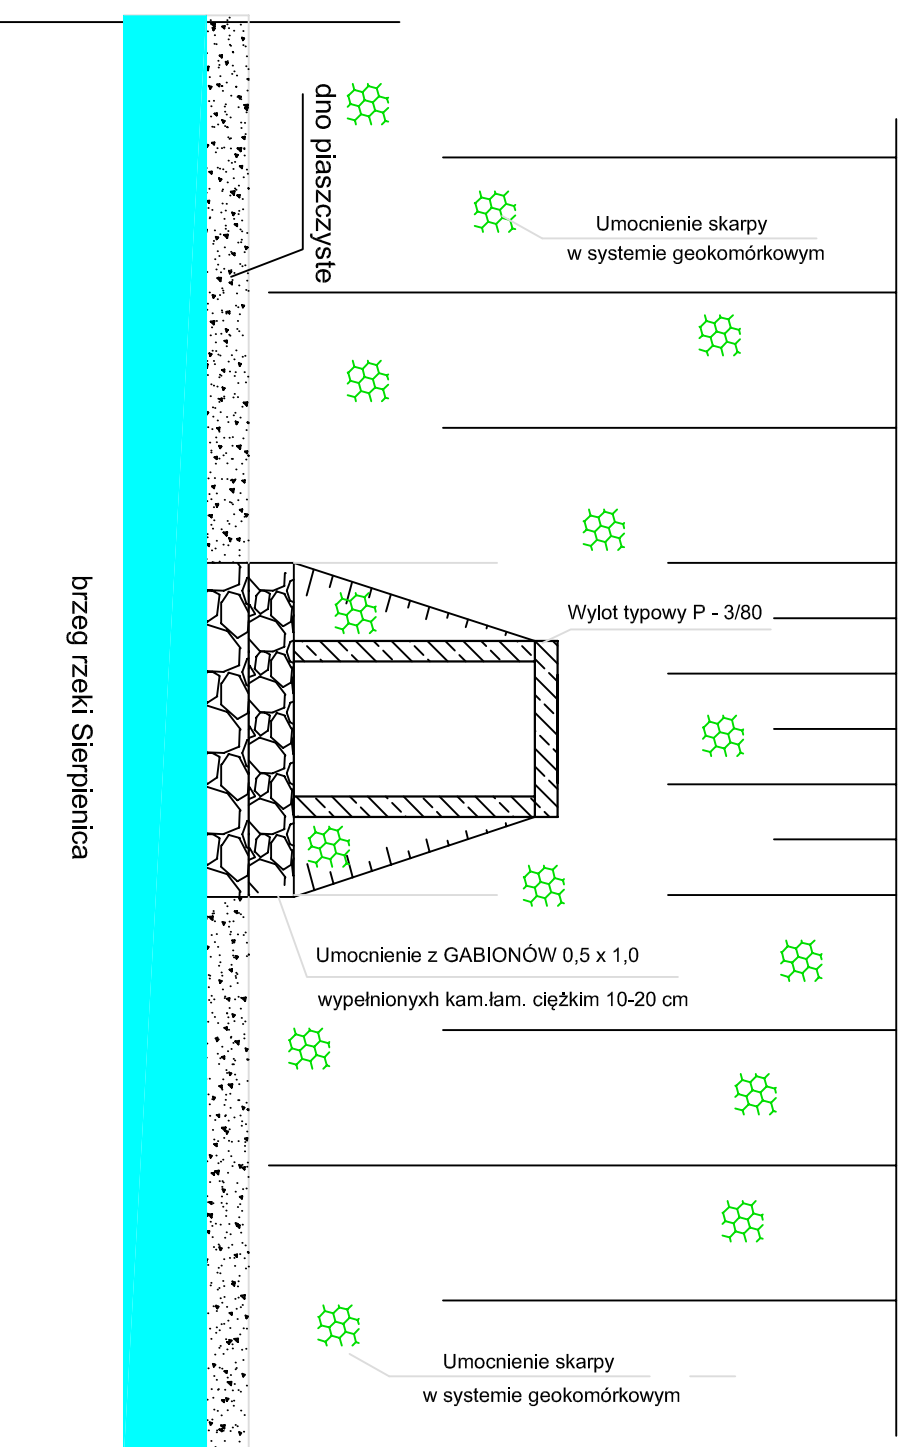 dno piaszczyste
Umocnienie skarpy
w systemie geokomórkowym
brzeg rzeki Sierpienica
Wylot typowy P - 3/80
Umocnienie z GABIONÓW 0,5 x 1,0
wypełnionyxh kam.łam. ciężkim 10-20 cm
Umocnienie skarpy
w systemie geokomórkowym